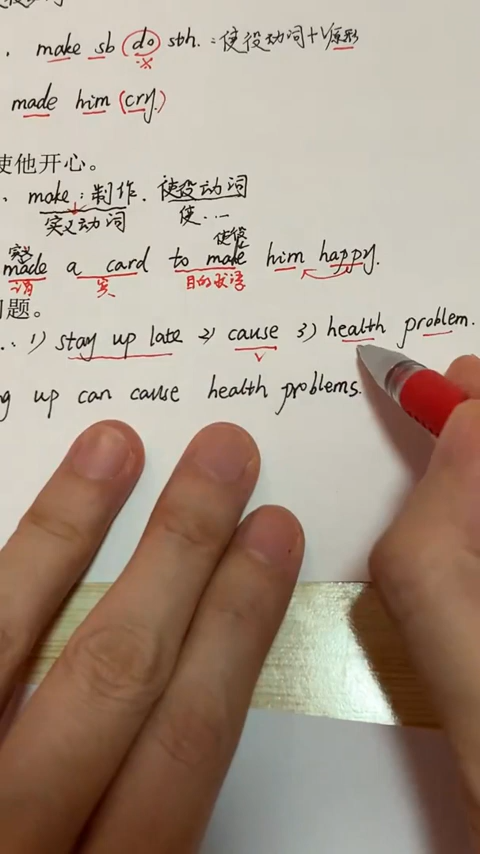 make sb do sth. : 使役动词+V原形
※
made him (cry.)
使他开心。
make : 制作. 使役动词
实义动词 使...
实义 使役
made a card to make him happy.
谓 宾 目的状语
问题。
1) stay up late 2) cause 3) health problem.
v
g up can cause health problems.